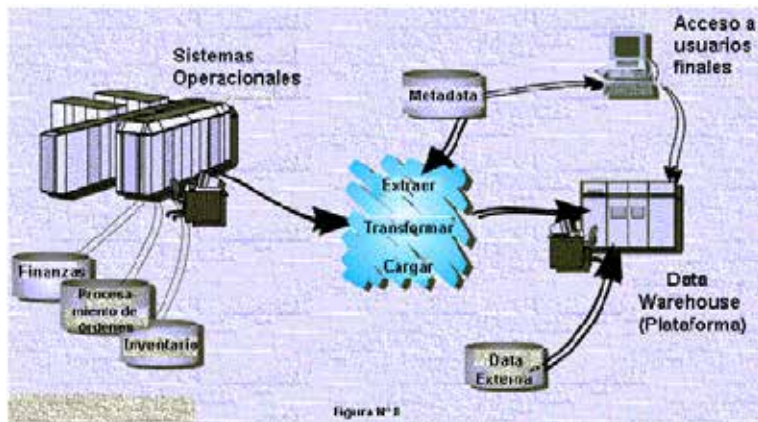 Sistemas
Operacionales
Acceso a
usuarios
finales
Metadata
Extraer
Transformar
Cargar
Finanzas
Procesa
miento de
órdenes
Inventario
Data
Warehouse
(Plataforma)
Data
Externa
Figura Nº 8